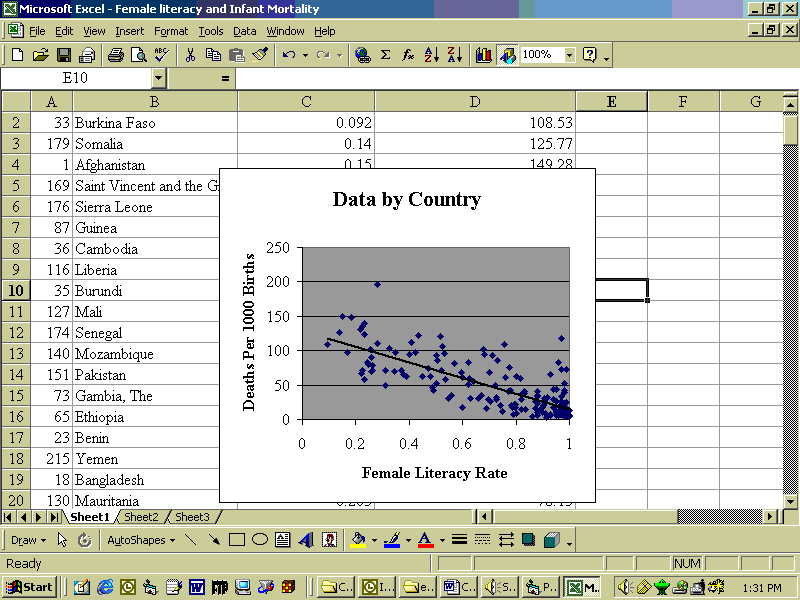 Microsoft Excel - Female literacy and Infant Mortality
File Edit View Insert Format Tools Data Window Help
100%
E10 =
A B C D E F G
2 33 Burkina Faso 0.092 108.53
3 179 Somalia 0.14 125.77
4 1 Afghanistan 0.15 149.28
5 169 Saint Vincent and the G
6 176 Sierra Leone
7 87 Guinea
8 36 Cambodia
9 116 Liberia
10 35 Burundi
11 127 Mali
12 174 Senegal
13 140 Mozambique
14 151 Pakistan
15 73 Gambia, The
16 65 Ethiopia
17 23 Benin
18 215 Yemen
19 18 Bangladesh
20 130 Mauritania
Data by Country
Deaths Per 1000 Births
250
200
150
100
50
0
0 0.2 0.4 0.6 0.8 1
Female Literacy Rate
Sheet1 Sheet2 Sheet3
Draw AutoShapes
Ready NUM
Start C... I... e... C... S... P... M... 1:31 PM